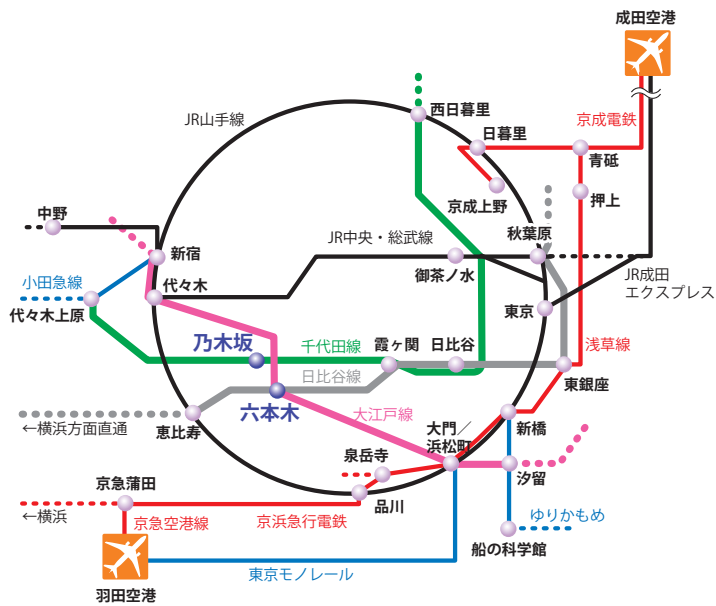 成田空港
JR山手線
西日暮里
日暮里
京成電鉄
青砥
押上
京成上野
中野
秋葉原
新宿
JR中央・総武線
御茶ノ水
JR成田
エクスプレス
小田急線
代々木
代々木上原
東京
乃木坂
千代田線
霞ヶ関
日比谷
浅草線
日比谷線
東銀座
六本木
大江戸線
←横浜方面直通
恵比寿
大門／
浜松町
新橋
泉岳寺
汐留
京急蒲田
品川
←横浜
京急空港線
京浜急行電鉄
ゆりかもめ
船の科学館
東京モノレール
羽田空港